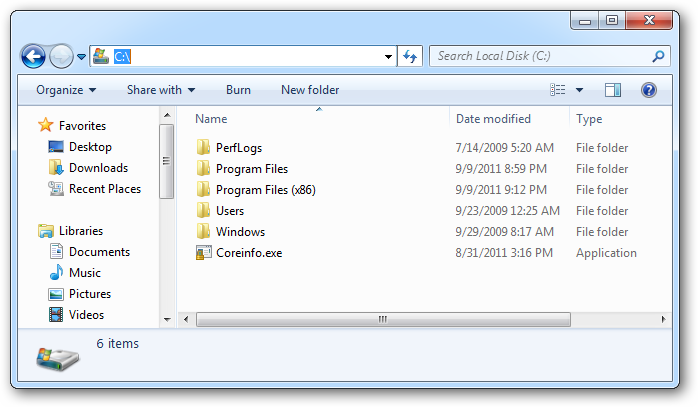 C:\ Search Local Disk (C:)
Organize Share with Burn New folder
Favorites
Desktop
Downloads
Recent Places
Libraries
Documents
Music
Pictures
Videos
Name Date modified Type
PerfLogs 7/14/2009 5:20 AM File folder
Program Files 9/9/2011 8:59 PM File folder
Program Files (x86) 9/9/2011 9:12 PM File folder
Users 9/23/2009 12:25 AM File folder
Windows 9/29/2009 8:17 AM File folder
Coreinfo.exe 8/31/2011 3:16 PM Application
6 items